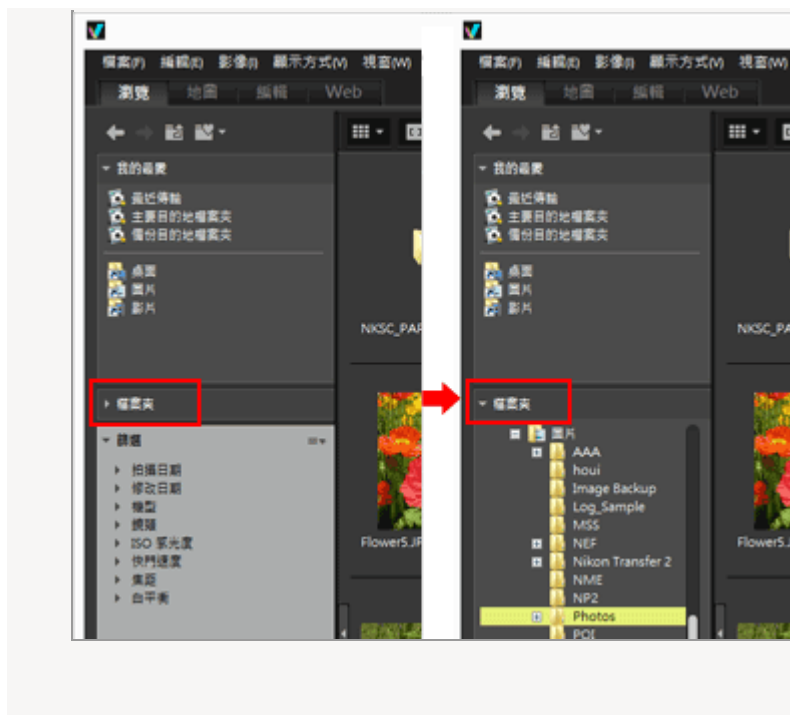 檔案(F) 編輯(E) 影像(I) 顯示方式(V) 視窗(W)
瀏覽 地圖 編輯 Web
我的最愛
最近傳輸
主要目的地檔案夾
備份目的地檔案夾
桌面
圖片
影片
NKSC_PAR
檔案夾
篩選
拍攝日期
修改日期
機型
鏡頭
ISO 感光度
快門速度
焦距
白平衡
Flower5.JP
檔案(F) 編輯(E) 影像(I) 顯示方式(V) 視窗(W)
瀏覽 地圖 編輯 Web
我的最愛
最近傳輸
主要目的地檔案夾
備份目的地檔案夾
桌面
圖片
影片
NKSC_PA
檔案夾
圖片
AAA
houi
Image Backup
Log_Sample
MSS
NEF
Nikon Transfer 2
NME
NP2
Photos
POI
Flower5.J